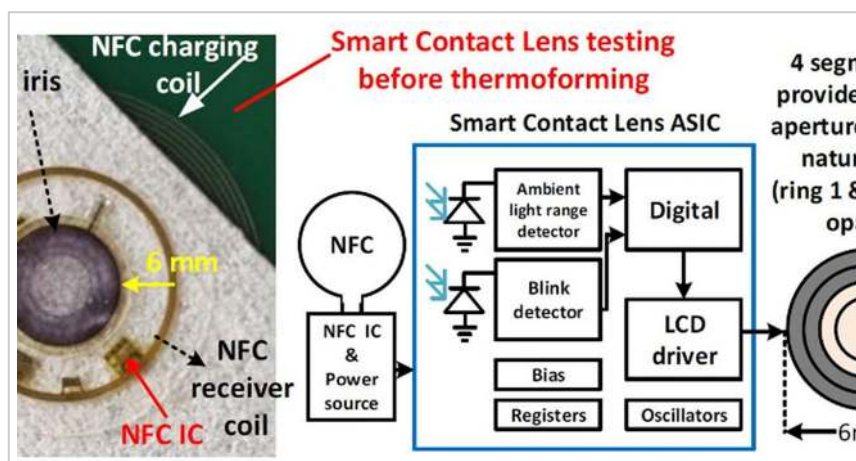 NFC charging
coil
iris
6 mm
NFC
receiver
coil
NFC IC
Smart Contact Lens testing
before thermoforming
Smart Contact Lens ASIC
NFC
NFC IC
&
Power
source
Ambient
light range
detector
Blink
detector
Digital
LCD
driver
Bias
Registers
Oscillators
4 segm
provide
aperture
natur
(ring 1 &
opa
6m